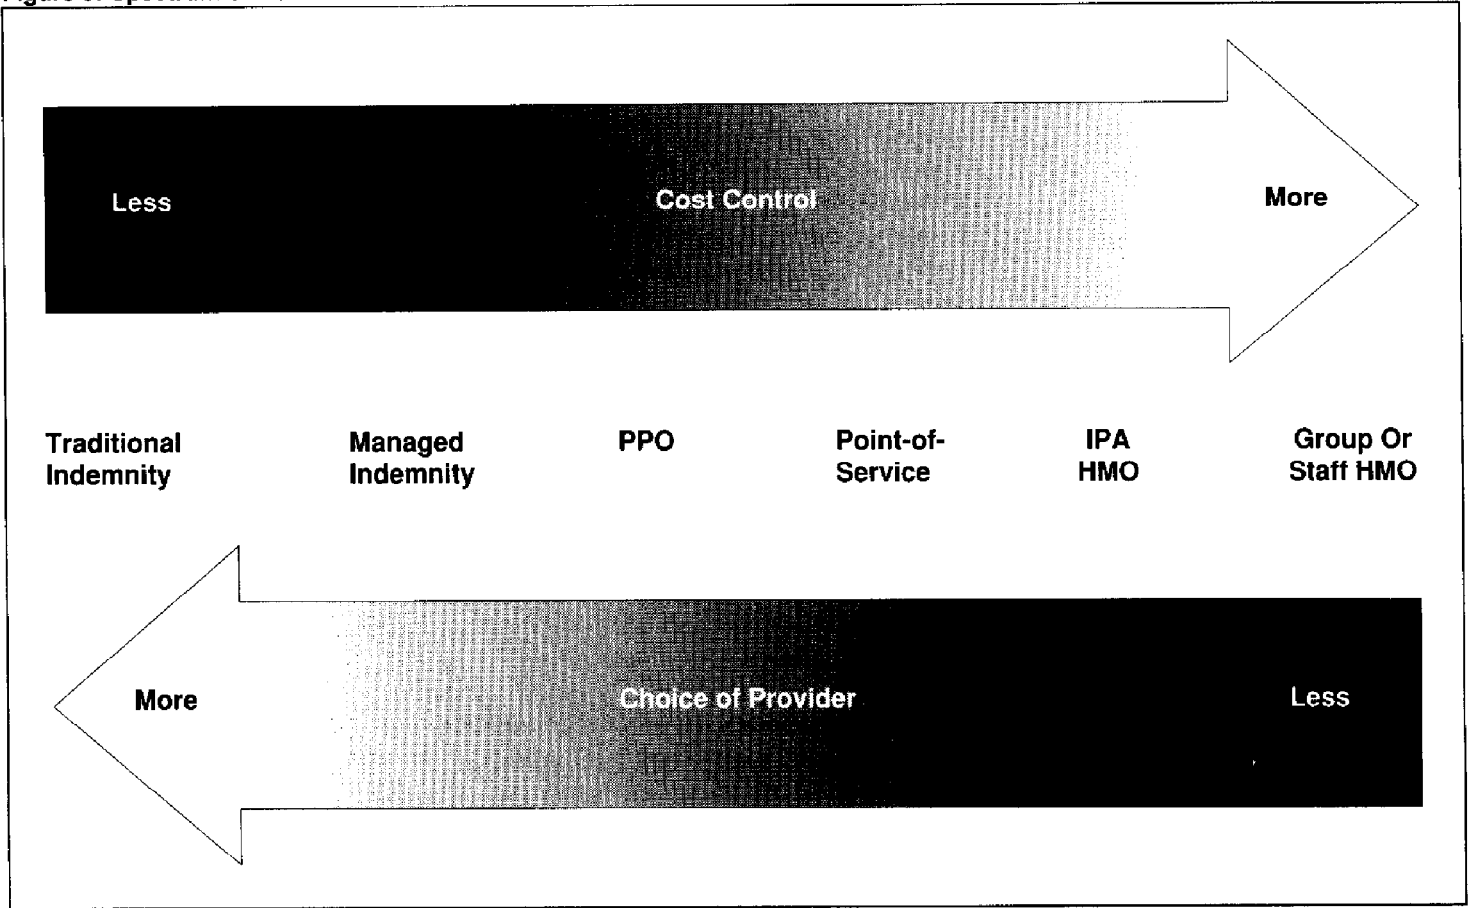 Less
Cost Control
More
Traditional
Indemnity
Managed
Indemnity
PPO
Point-of-
Service
IPA
HMO
Group Or
Staff HMO
More
Choice of Provider
Less